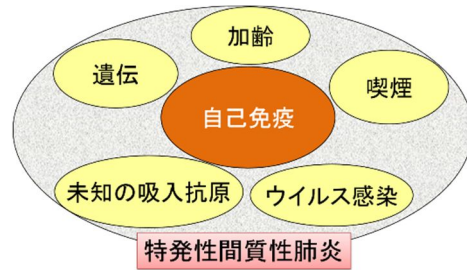 加齢
遺伝
喫煙
自己免疫
未知の吸入抗原
ウイルス感染
特発性間質性肺炎